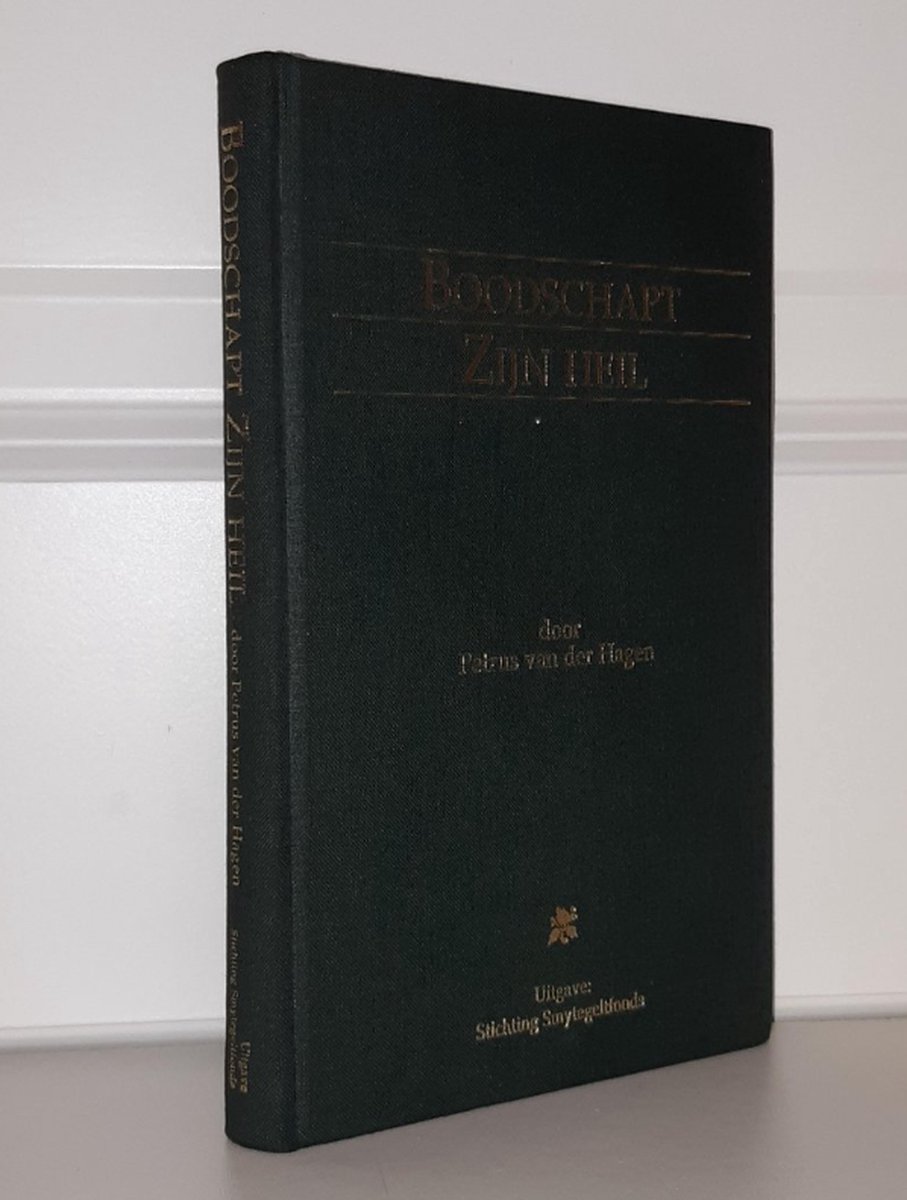 BOODSCHAPT
ZIJN HEIL
door
Petrus van der Hagen
Uitgave:
Stichting Smytegeltfonds
BOODSCHAPT ZIJN HEIL door Petrus van der Hagen
Uitgave
Stichting Smytegeltfonds